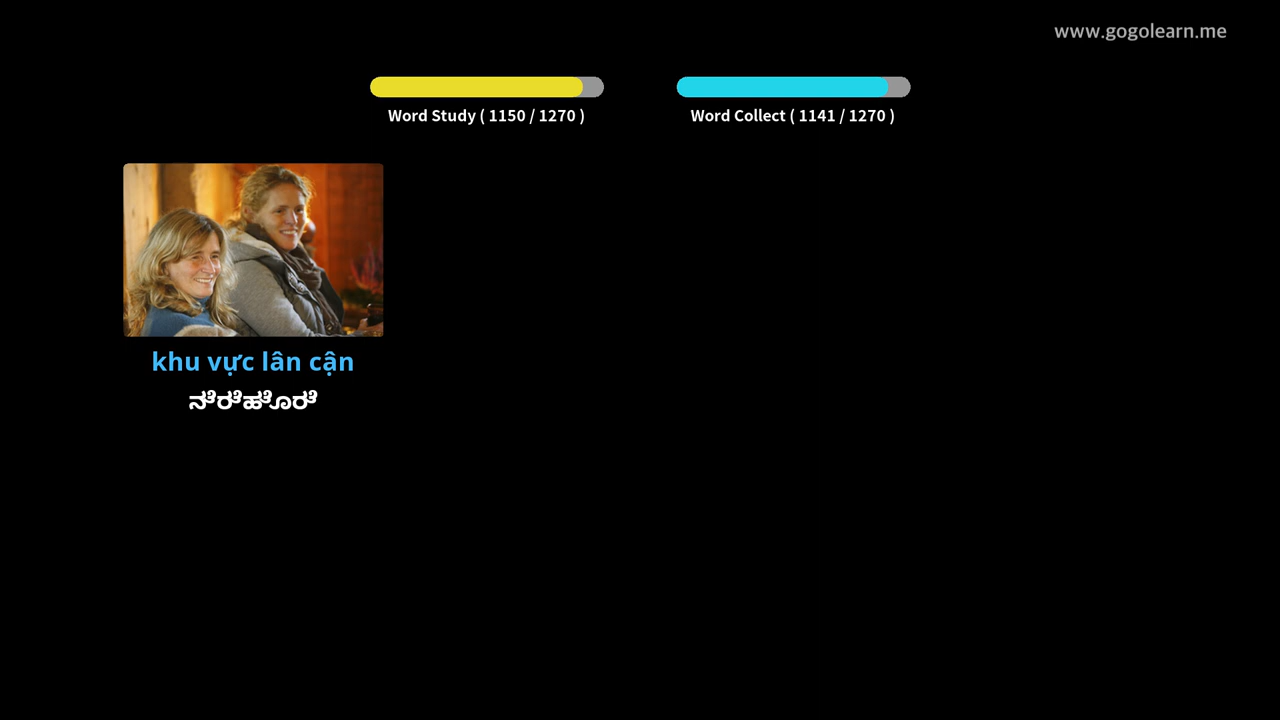 www.gogolearn.me
Word Study ( 1150 / 1270 )
Word Collect ( 1141 / 1270 )
khu vực lân cận
ನೆರೆಹೊರೆ